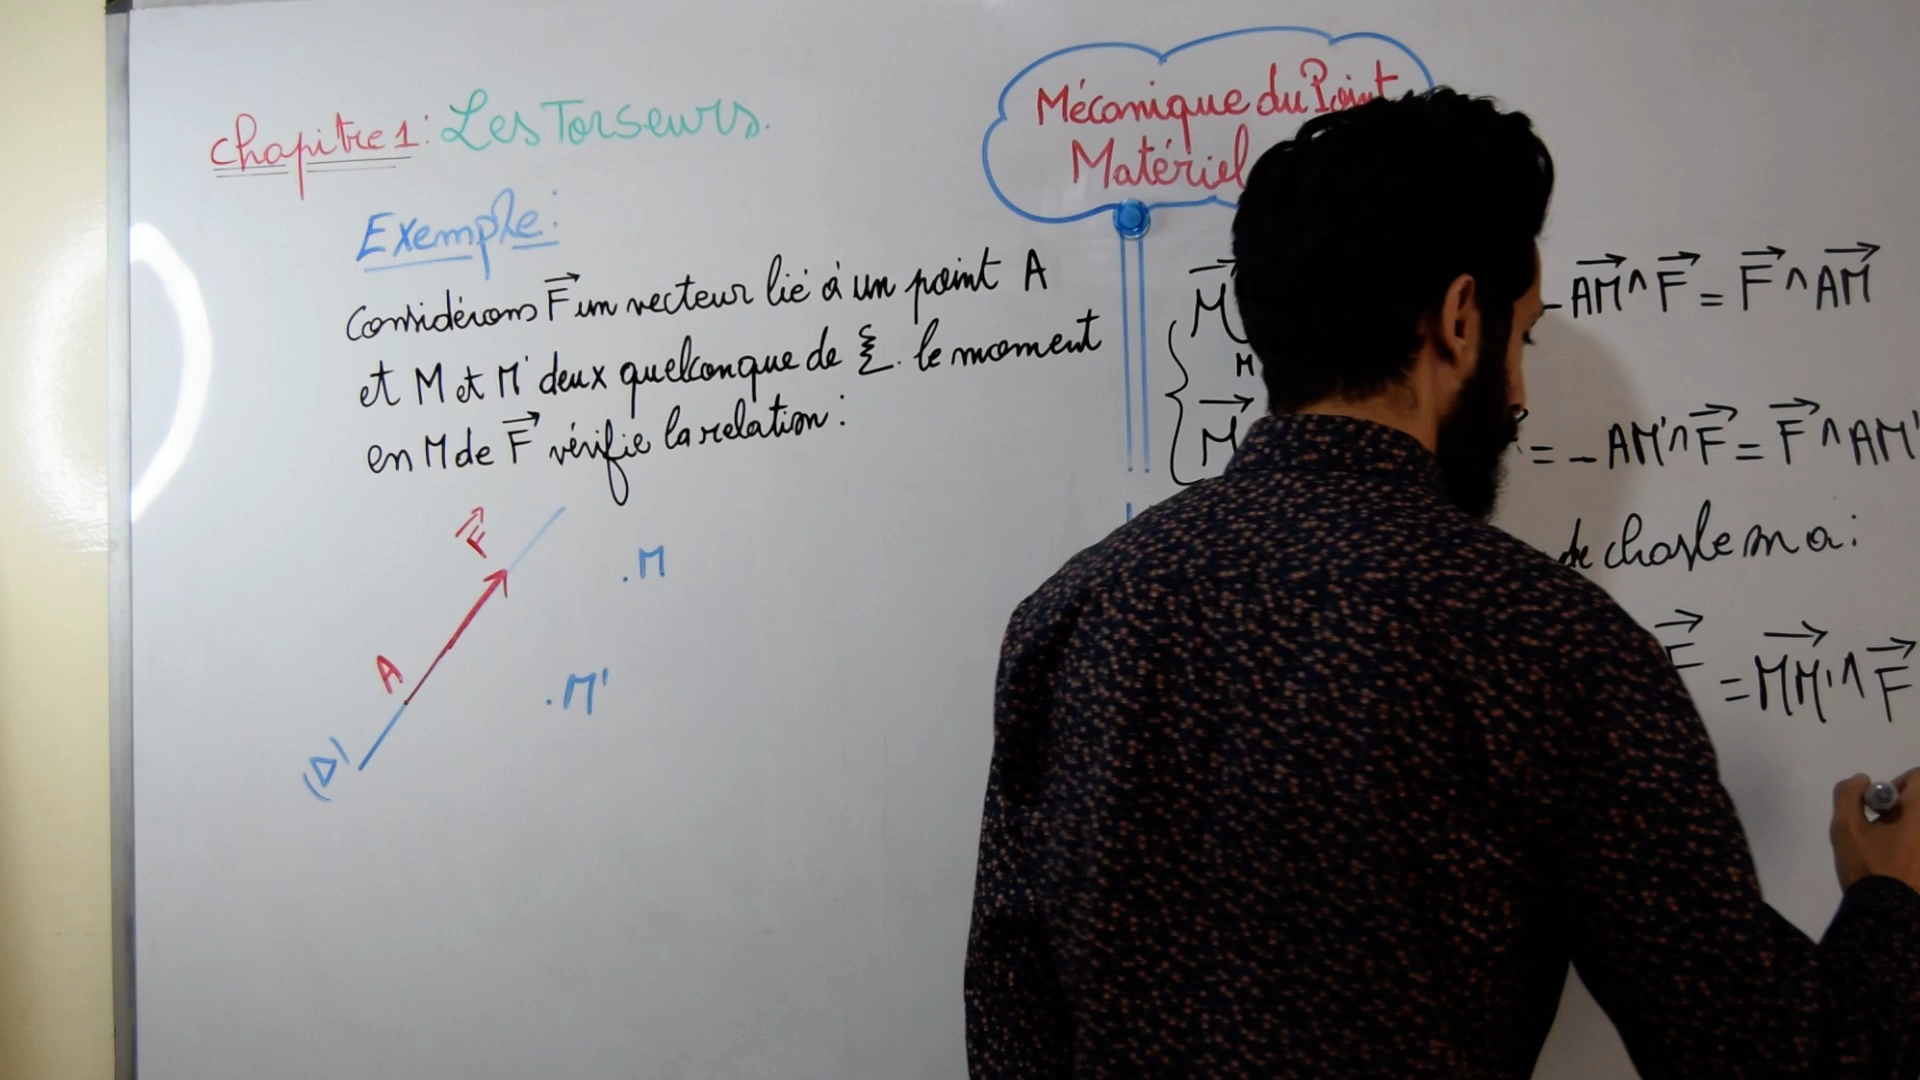 Chapitre 1: Les Torseurs.
Mécanique du Point
Matériel
Exemple:
Considérons F un vecteur lié à un point A
et M et M' deux quelconque de Σ. le moment
en M de F vérifie la relation:
F
A
(Δ)
.M
.M'
M
M
- AM ∧ F = F ∧ AM
M
= - AM' ∧ F = F ∧ AM'
de charle on a:
= MM' ∧ F